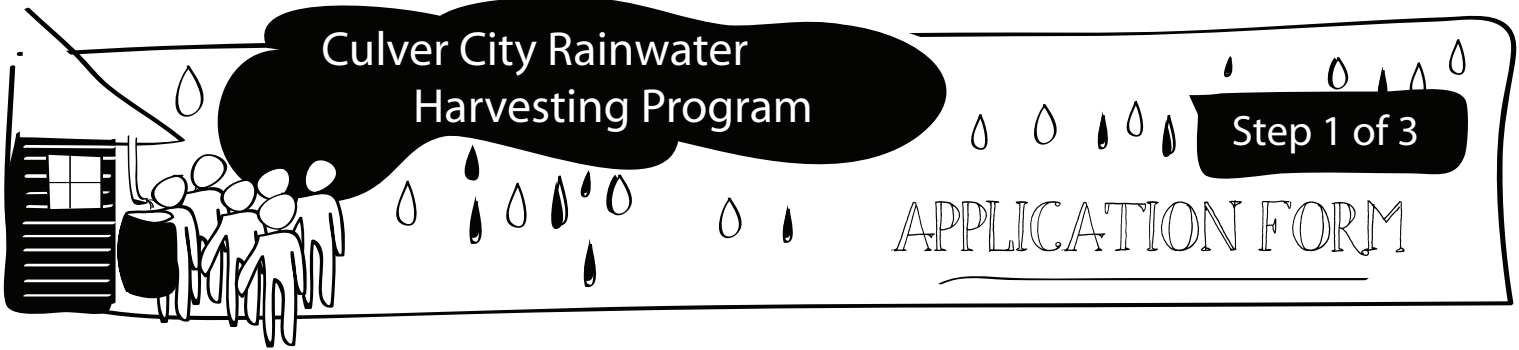 Culver City Rainwater
Harvesting Program
Step 1 of 3
APPLICATION FORM